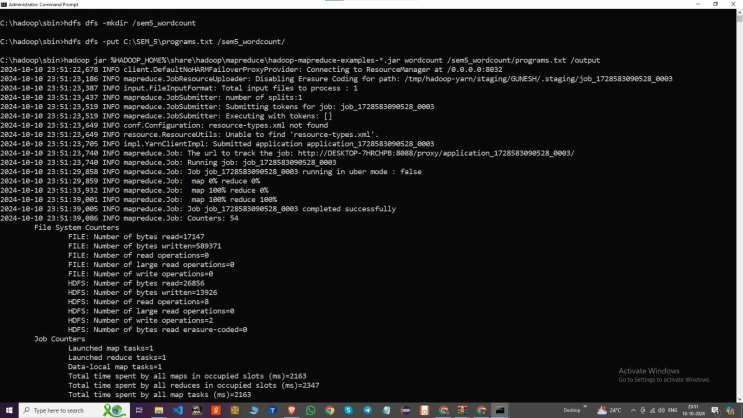 Administrator: Command Prompt
C:\hadoop\sbin>hdfs dfs -mkdir /sem5_wordcount
C:\hadoop\sbin>hdfs dfs -put C:\SEM_5\programs.txt /sem5_wordcount/
C:\hadoop\sbin>hadoop jar %HADOOP_HOME%\share\hadoop\mapreduce\hadoop-mapreduce-examples-*.jar wordcount /sem5_wordcount/programs.txt /output
2024-10-10 23:51:22,678 INFO client.DefaultNoHARMFailoverProxyProvider: Connecting to ResourceManager at /0.0.0.0:8032
2024-10-10 23:51:23,186 INFO mapreduce.JobResourceUploader: Disabling Erasure Coding for path: /tmp/hadoop-yarn/staging/GUNESH/.staging/job_1728583090528_0003
2024-10-10 23:51:23,387 INFO input.FileInputFormat: Total input files to process : 1
2024-10-10 23:51:23,437 INFO mapreduce.JobSubmitter: number of splits:1
2024-10-10 23:51:23,519 INFO mapreduce.JobSubmitter: Submitting tokens for job: job_1728583090528_0003
2024-10-10 23:51:23,519 INFO mapreduce.JobSubmitter: Executing with tokens: []
2024-10-10 23:51:23,649 INFO conf.Configuration: resource-types.xml not found
2024-10-10 23:51:23,649 INFO resource.ResourceUtils: Unable to find 'resource-types.xml'.
2024-10-10 23:51:23,705 INFO impl.YarnClientImpl: Submitted application application_1728583090528_0003
2024-10-10 23:51:23,740 INFO mapreduce.Job: The url to track the job: http://DESKTOP-7HRCHPB:8088/proxy/application_1728583090528_0003/
2024-10-10 23:51:23,740 INFO mapreduce.Job: Running job: job_1728583090528_0003
2024-10-10 23:51:29,858 INFO mapreduce.Job: Job job_1728583090528_0003 running in uber mode : false
2024-10-10 23:51:29,859 INFO mapreduce.Job:  map 0% reduce 0%
2024-10-10 23:51:33,932 INFO mapreduce.Job:  map 100% reduce 0%
2024-10-10 23:51:39,001 INFO mapreduce.Job:  map 100% reduce 100%
2024-10-10 23:51:39,005 INFO mapreduce.Job: Job job_1728583090528_0003 completed successfully
2024-10-10 23:51:39,086 INFO mapreduce.Job: Counters: 54
File System Counters
FILE: Number of bytes read=17147
FILE: Number of bytes written=589371
FILE: Number of read operations=0
FILE: Number of large read operations=0
FILE: Number of write operations=0
HDFS: Number of bytes read=26856
HDFS: Number of bytes written=13926
HDFS: Number of read operations=8
HDFS: Number of large read operations=0
HDFS: Number of write operations=2
HDFS: Number of bytes read erasure-coded=0
Job Counters
Launched map tasks=1
Launched reduce tasks=1
Data-local map tasks=1
Total time spent by all maps in occupied slots (ms)=2163
Total time spent by all reduces in occupied slots (ms)=2347
Total time spent by all map tasks (ms)=2163
Activate Windows
Go to Settings to activate Windows.
Type here to search
Desktop
24°C
ENG
23:51
10-10-2024